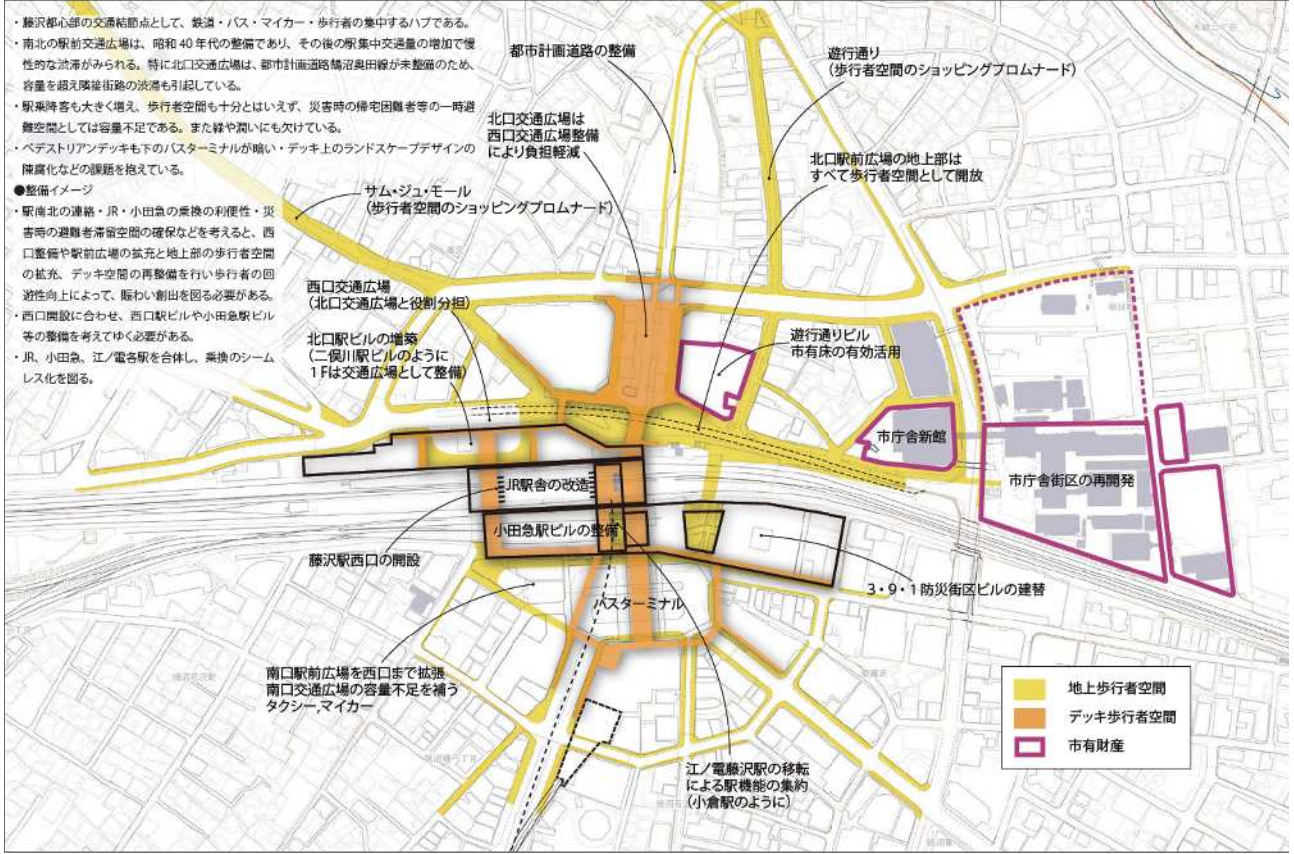 ・藤沢都心部の交通結節点として、鉄道・バス・マイカー・歩行者の集中するハブである。
・南北の駅前交通広場は、昭和40年代の整備であり、その後の駅集中交通量の増加で慢
性的な渋滞がみられる。特に北口交通広場は、都市計画道路鵠沼奥田線が未整備のため、
容量を超え隣接街路の渋滞も引起している。
・駅乗降客も大きく増え、歩行者空間も十分とはいえず、災害時の帰宅困難者等の一時避
難空間としては容量不足である。また緑や潤いにも欠けている。
・ペデストリアンデッキも下のバスターミナルが暗い・デッキ上のランドスケープデザインの
陳腐化などの課題を抱えている。
●整備イメージ
・駅南北の連絡・JR・小田急の乗換の利便性・災
害時の避難者滞留空間の確保などを考えると、西
口整備や駅前広場の拡充と地上部の歩行者空間
の拡充、デッキ空間の再整備を行い歩行者の回
遊性向上によって、賑わい創出を図る必要がある。
・西口開設に合わせ、西口駅ビルや小田急駅ビル
等の整備を考えてゆく必要がある。
・JR、小田急、江ノ電各駅を合体し、乗換のシーム
レス化を図る。
都市計画道路の整備
遊行通り
(歩行者空間のショッピングプロムナード)
北口交通広場は
西口交通広場整備
により負担軽減
北口駅前広場の地上部は
すべて歩行者空間として開放
サム・ジュ・モール
(歩行者空間のショッピングプロムナード)
西口交通広場
(北口交通広場と役割分担)
北口駅ビルの増築
(二俣川駅ビルのように
1Fは交通広場として整備)
遊行通りビル
市有床の有効活用
市庁舎新館
市庁舎街区の再開発
JR駅舎の改造
小田急駅ビルの整備
藤沢駅西口の開設
3・9・1防災街区ビルの建替
バスターミナル
南口駅前広場を西口まで拡張
南口交通広場の容量不足を補う
タクシー,マイカー
江ノ電藤沢駅の移転
による駅機能の集約
(小倉駅のように)
地上歩行者空間
デッキ歩行者空間
市有財産